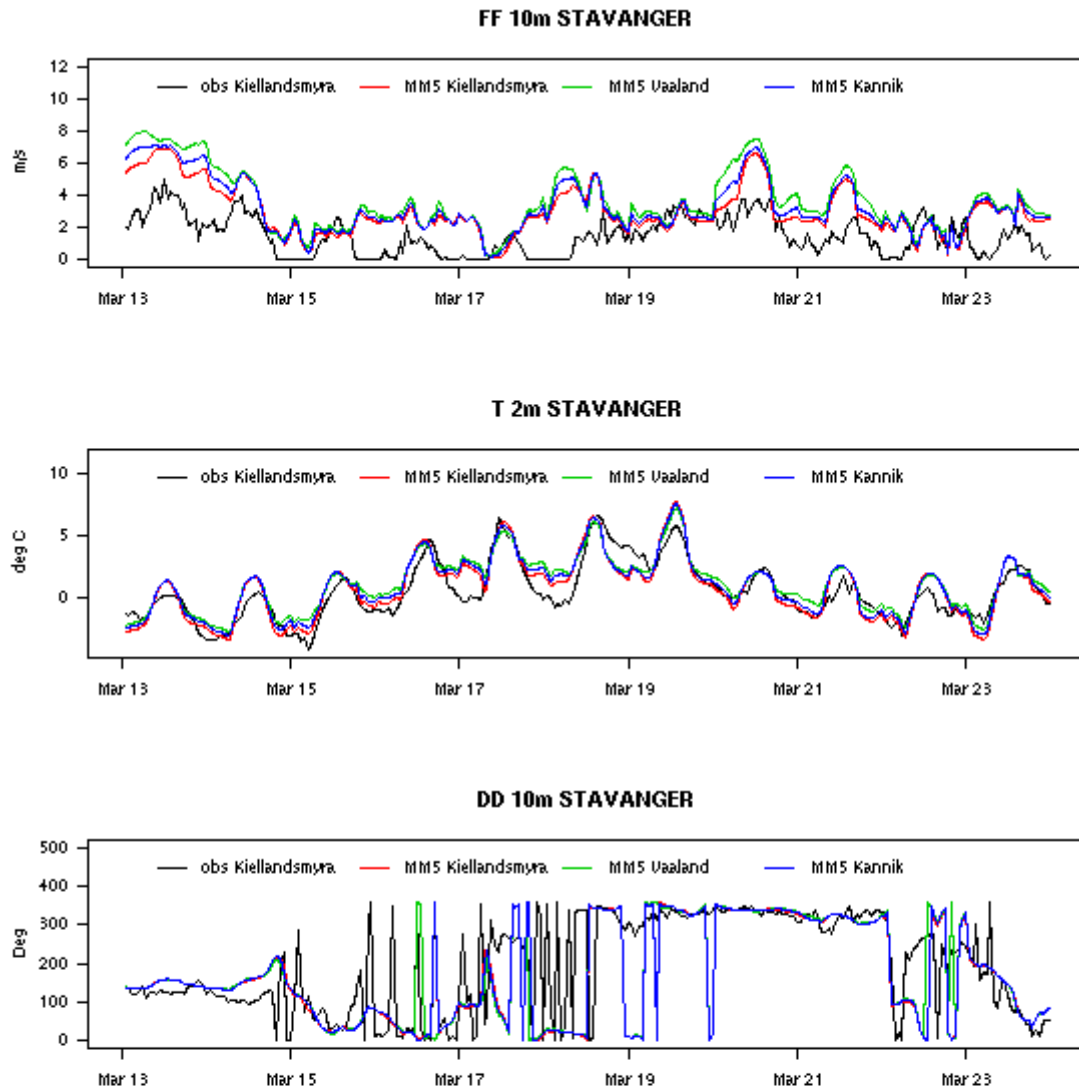 FF 10m STAVANGER
obs Kiellandsmyra MM5 Kiellandsmyra MM5 Vaaland MM5 Kannik
12
10
8
6
4
2
0
m/s
Mar 13 Mar 15 Mar 17 Mar 19 Mar 21 Mar 23
T 2m STAVANGER
obs Kiellandsmyra MM5 Kiellandsmyra MM5 Vaaland MM5 Kannik
10
5
0
deg C
Mar 13 Mar 15 Mar 17 Mar 19 Mar 21 Mar 23
DD 10m STAVANGER
obs Kiellandsmyra MM5 Kiellandsmyra MM5 Vaaland MM5 Kannik
500
400
300
200
100
0
Deg
Mar 13 Mar 15 Mar 17 Mar 19 Mar 21 Mar 23